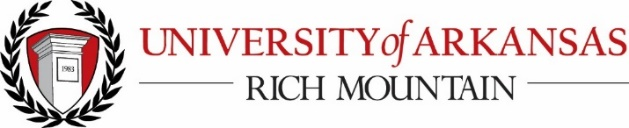 1983
UNIVERSITY of ARKANSAS
RICH MOUNTAIN